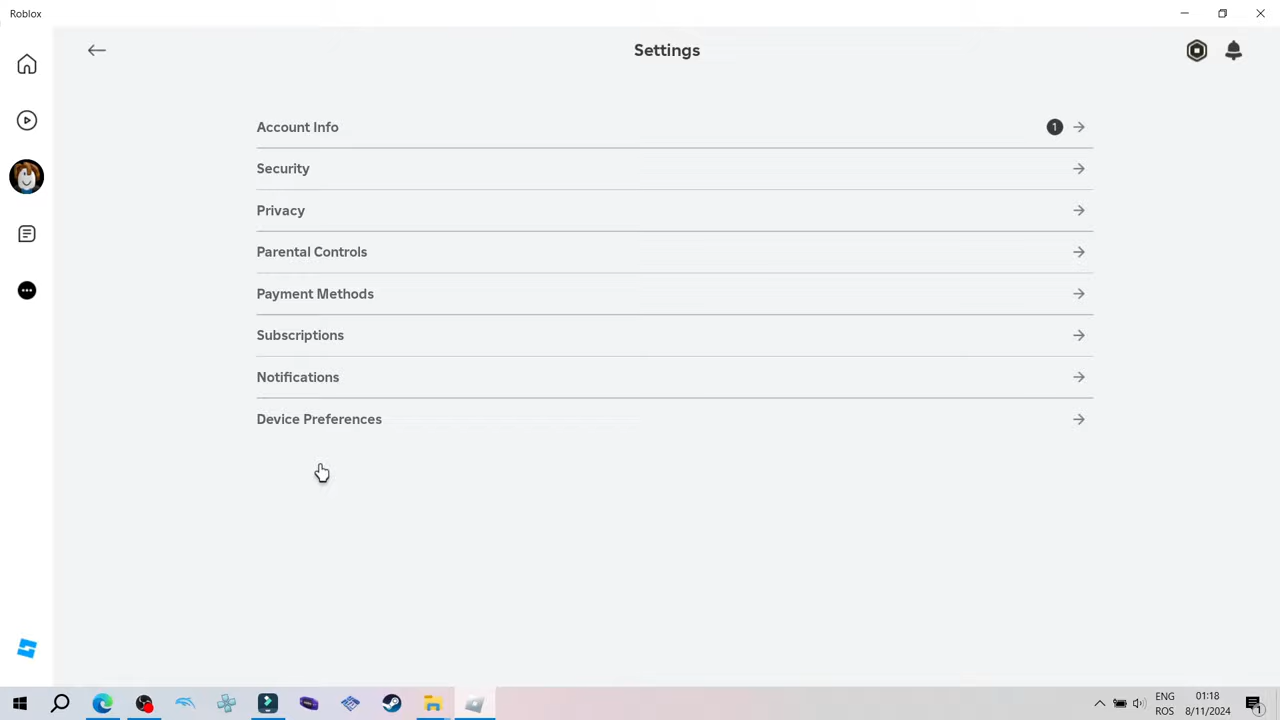 Roblox
Settings
Account Info 1
Security
Privacy
Parental Controls
Payment Methods
Subscriptions
Notifications
Device Preferences
ENG 01:18
ROS 8/11/2024 1